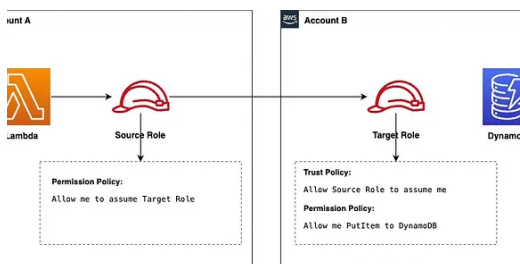 ount A
aws
Account B
Lambda
Source Role
Target Role
Dynamo
Permission Policy:
Allow me to assume Target Role
Trust Policy:
Allow Source Role to assume me
Permission Policy:
Allow me PutItem to DynamoDB